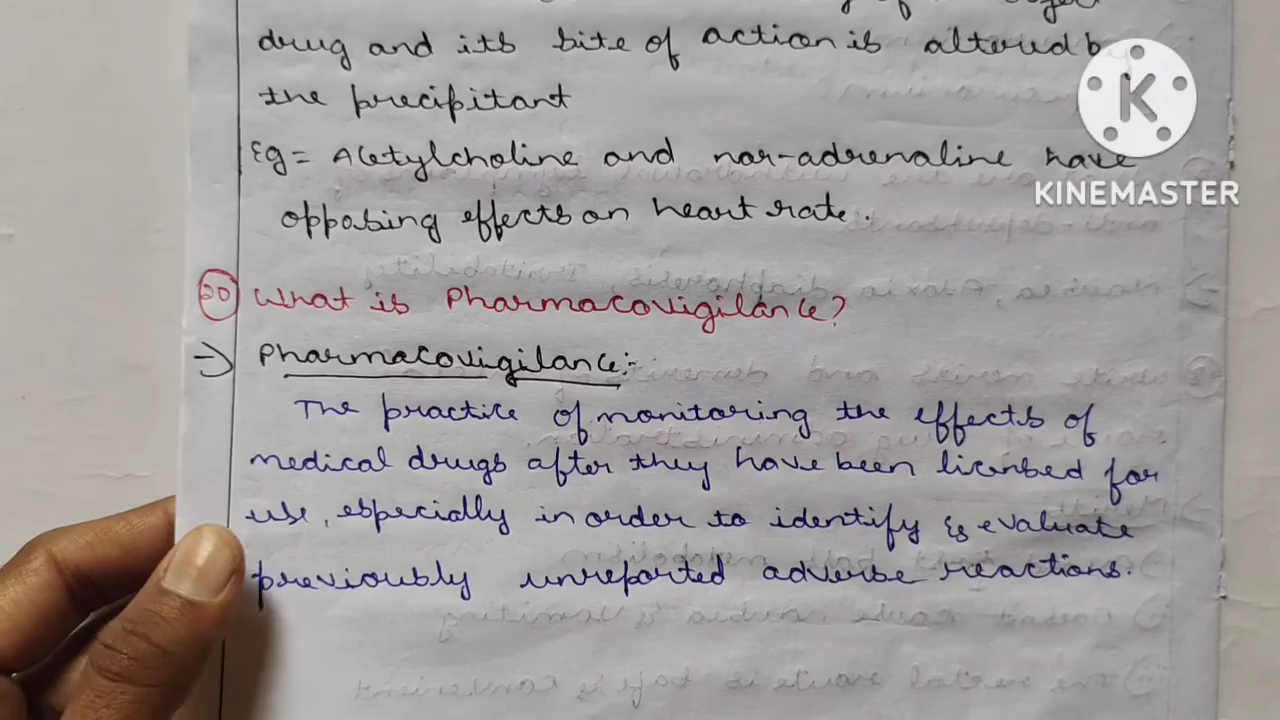 drug and its site of action is altered by
the precipitant
Eg = Acetylcholine and nor-adrenaline have
opposing effects on heart rate.
KINEMASTER
20 What is Pharmacovigilance?
→ Pharmacovigilance:-
The practice of monitoring the effects of
medical drugs after they have been licensed for
use, especially in order to identify & evaluate
previously unreported adverse reactions.